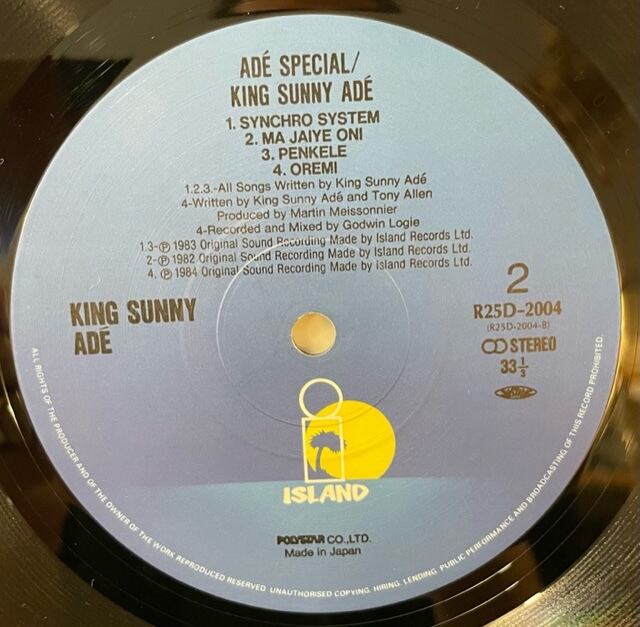 ADÉ SPECIAL/
KING SUNNY ADÉ
1. SYNCHRO SYSTEM
2. MA JAIYE ONI
3. PENKELE
4. OREMI
1.2.3.-All Songs Written by King Sunny Adé
4-Written by King Sunny Adé and Tony Allen
Produced by Martin Meissonnier
4-Recorded and Mixed by Godwin Logie
1.3-Ⓟ 1983 Original Sound Recording Made by Island Records Ltd.
2-Ⓟ 1982 Original Sound Recording Made by Island Records Ltd.
4. Ⓟ 1984 Original Sound Recording Made by Island Records Ltd.
KING SUNNY
ADÉ
2
R25D-2004
(R25D-2004-B)
STEREO
33 1/3
ISLAND
POLYSTAR CO.,LTD.
Made in Japan
ALL RIGHTS OF THE PRODUCER AND OF THE OWNER OF THE WORK REPRODUCED RESERVED. UNAUTHORISED COPYING, HIRING, LENDING, PUBLIC PERFORMANCE AND BROADCASTING OF THIS RECORD PROHIBITED.